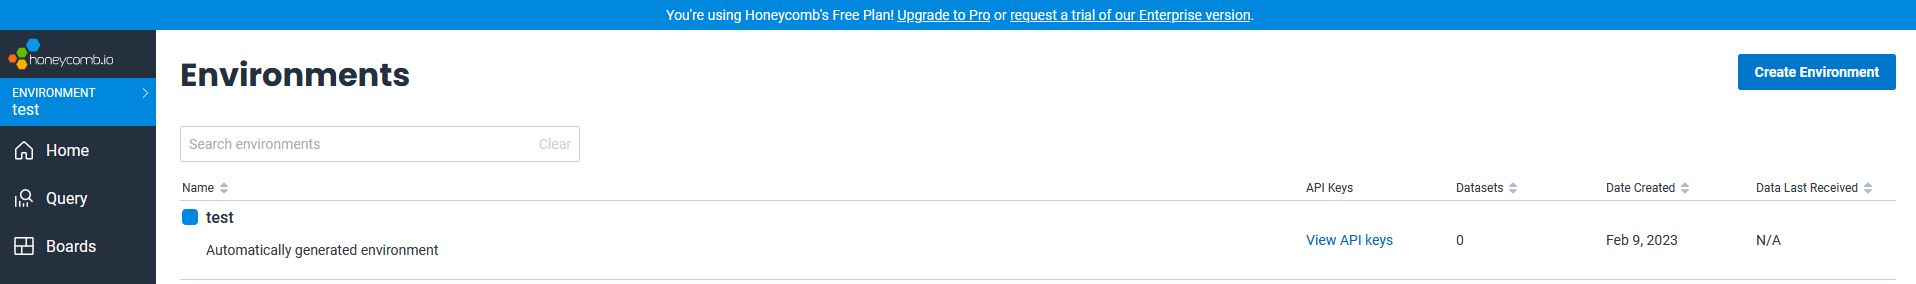 You're using Honeycomb's Free Plan! Upgrade to Pro or request a trial of our Enterprise version.
honeycomb.io
ENVIRONMENT
test
Home
Query
Boards
Environments
Create Environment
Search environments Clear
Name API Keys Datasets Date Created Data Last Received
test
Automatically generated environment
View API keys 0 Feb 9, 2023 N/A